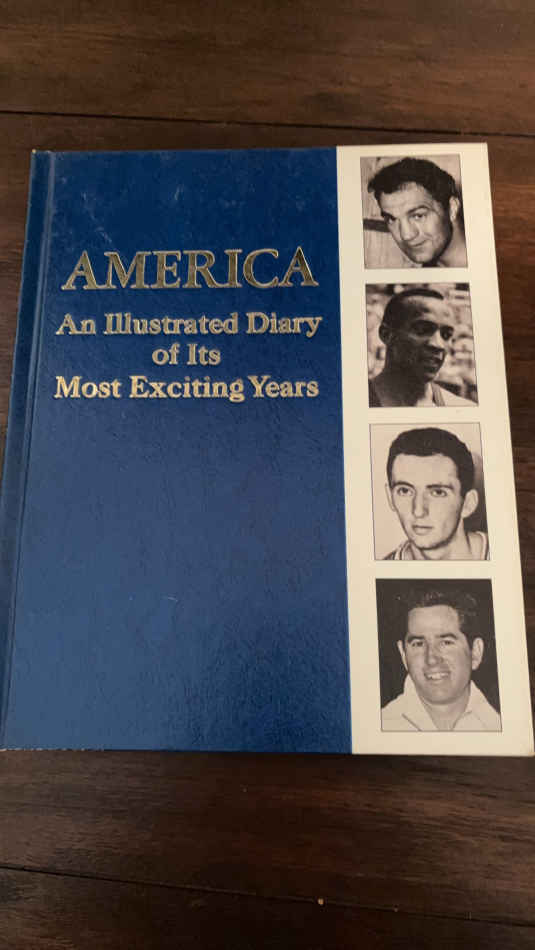 AMERICA
An Illustrated Diary
of Its
Most Exciting Years